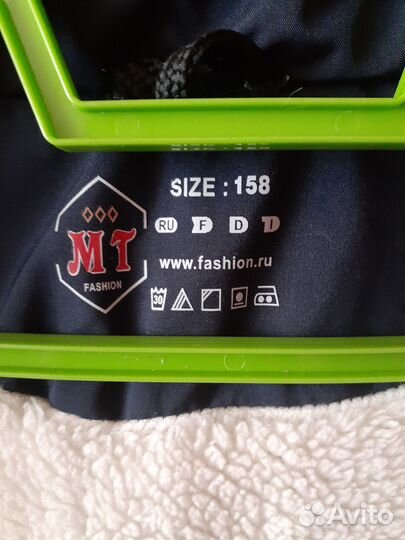 SIZE : 158
RU F D I
MT
FASHION
www.fashion.ru
30
Avito